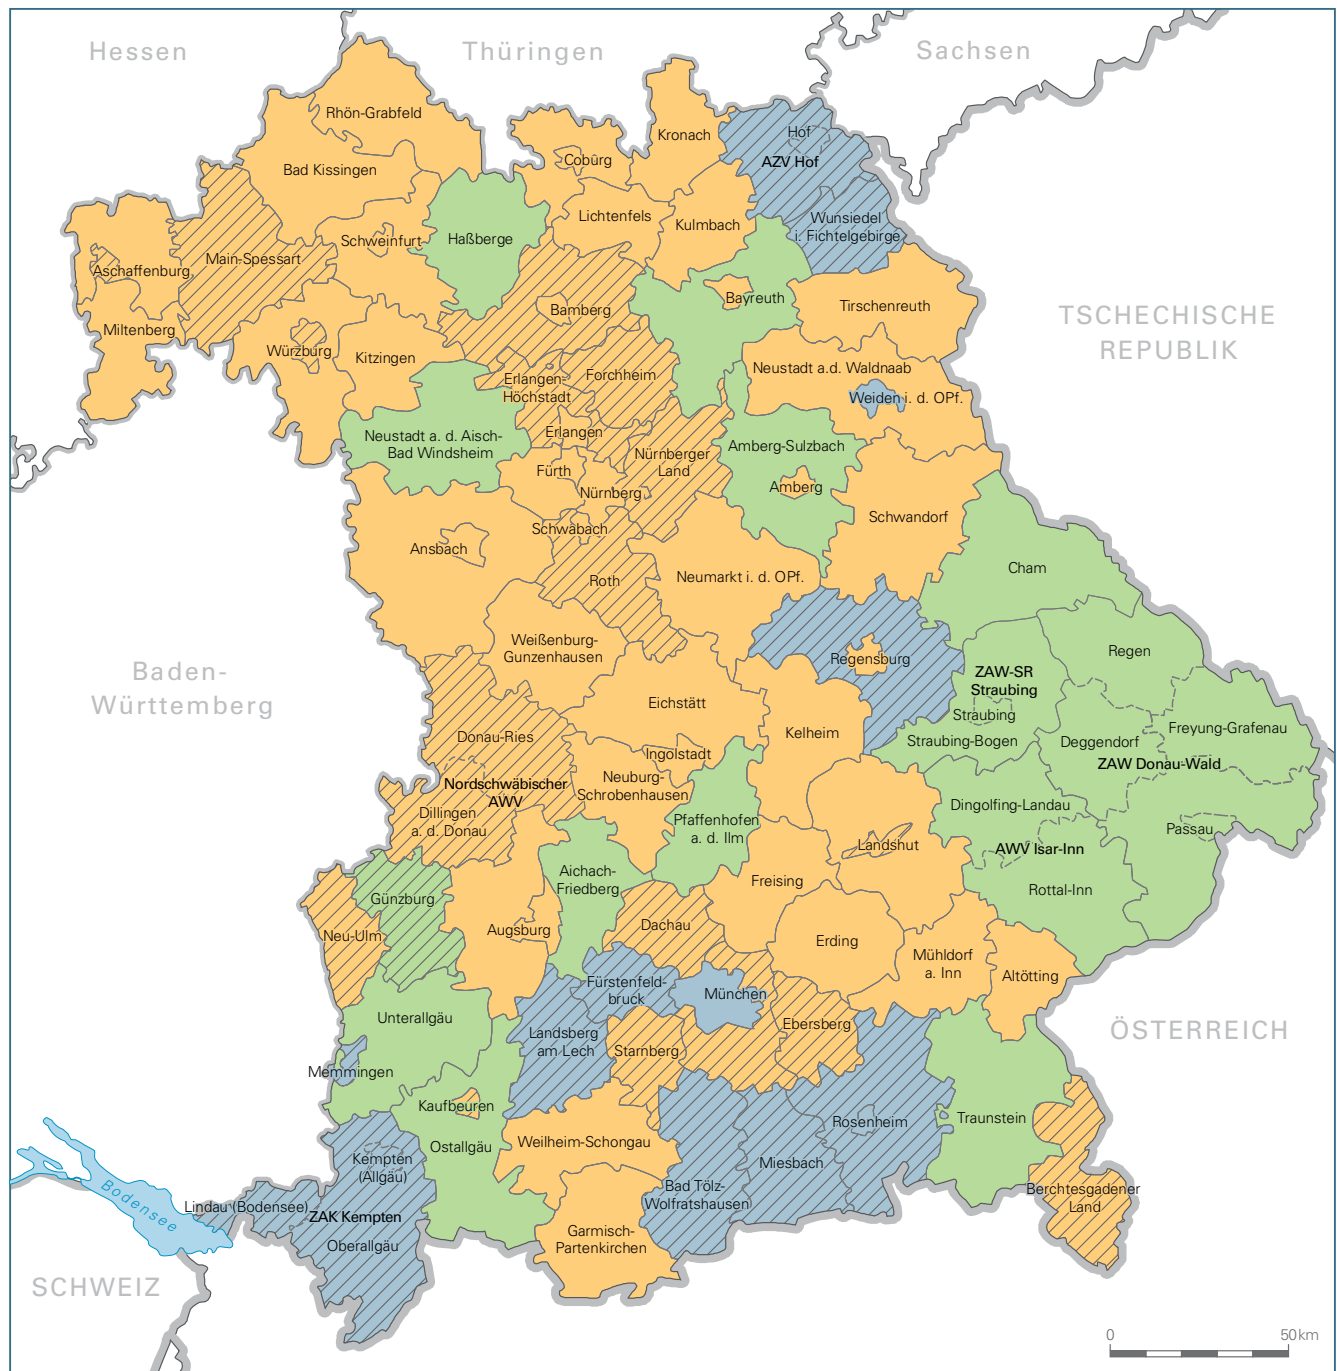 Hessen
Thüringen
Sachsen
Rhön-Grabfeld
Kronach
Hof
AZV Hof
Coburg
Bad Kissingen
Lichtenfels
Kulmbach
Wunsiedel
i. Fichtelgebirge
Schweinfurt
Haßberge
Main-Spessart
Aschaffenburg
Bayreuth
Tirschenreuth
Bamberg
TSCHECHISCHE
REPUBLIK
Miltenberg
Würzburg
Kitzingen
Erlangen-
Höchstadt
Forchheim
Neustadt a.d. Waldnaab
Weiden i. d. OPf.
Neustadt a. d. Aisch-
Bad Windsheim
Erlangen
Nürnberger
Land
Amberg-Sulzbach
Fürth
Nürnberg
Amberg
Schwandorf
Schwabach
Ansbach
Roth
Neumarkt i. d. OPf.
Cham
Weißenburg-
Gunzenhausen
Regensburg
Regen
ZAW-SR
Straubing
Baden-
Württemberg
Eichstätt
Straubing
Freyung-Grafenau
Donau-Ries
Kelheim
Straubing-Bogen
Deggendorf
Ingolstadt
ZAW Donau-Wald
Nordschwäbischer
AWV
Neuburg-
Schrobenhausen
Dingolfing-Landau
Dillingen
a. d. Donau
Pfaffenhofen
a. d. Ilm
Passau
Landshut
AWV Isar-Inn
Aichach-
Friedberg
Freising
Rottal-Inn
Günzburg
Neu-Ulm
Augsburg
Dachau
Erding
Mühldorf
a. Inn
Altötting
Fürstenfeld-
bruck
München
Unterallgäu
Landsberg
am Lech
Ebersberg
ÖSTERREICH
Starnberg
Memmingen
Kaufbeuren
Traunstein
Rosenheim
Ostallgäu
Weilheim-Schongau
Kempten
(Allgäu)
Miesbach
Bodensee
Lindau (Bodensee)
ZAK Kempten
Bad Tölz-
Wolfratshausen
Berchtesgadener
Land
Oberallgäu
Garmisch-
Partenkirchen
SCHWEIZ
0 50 km